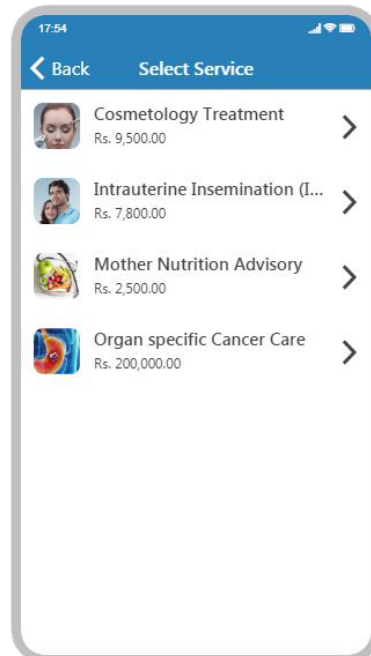 17:54
Back Select Service
Cosmetology Treatment
Rs. 9,500.00
Intrauterine Insemination (I...
Rs. 7,800.00
Mother Nutrition Advisory
Rs. 2,500.00
Organ specific Cancer Care
Rs. 200,000.00